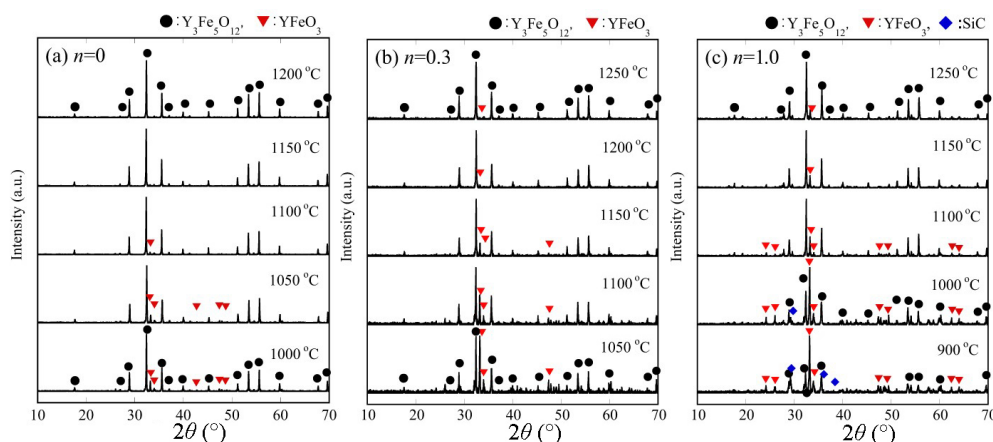 ● : Y3Fe5O12, ▼ : YFeO3
(a) n=0
1200 °C
1150 °C
1100 °C
1050 °C
1000 °C
Intensity (a.u.)
10 20 30 40 50 60 70
2θ (°)
● : Y3Fe5O12, ▼ : YFeO3
(b) n=0.3
1250 °C
1200 °C
1150 °C
1100 °C
1050 °C
Intensity (a.u.)
10 20 30 40 50 60 70
2θ (°)
● : Y3Fe5O12, ▼ : YFeO3, ◆ :SiC
(c) n=1.0
1250 °C
1150 °C
1100 °C
1000 °C
900 °C
Intensity (a.u.)
10 20 30 40 50 60 70
2θ (°)